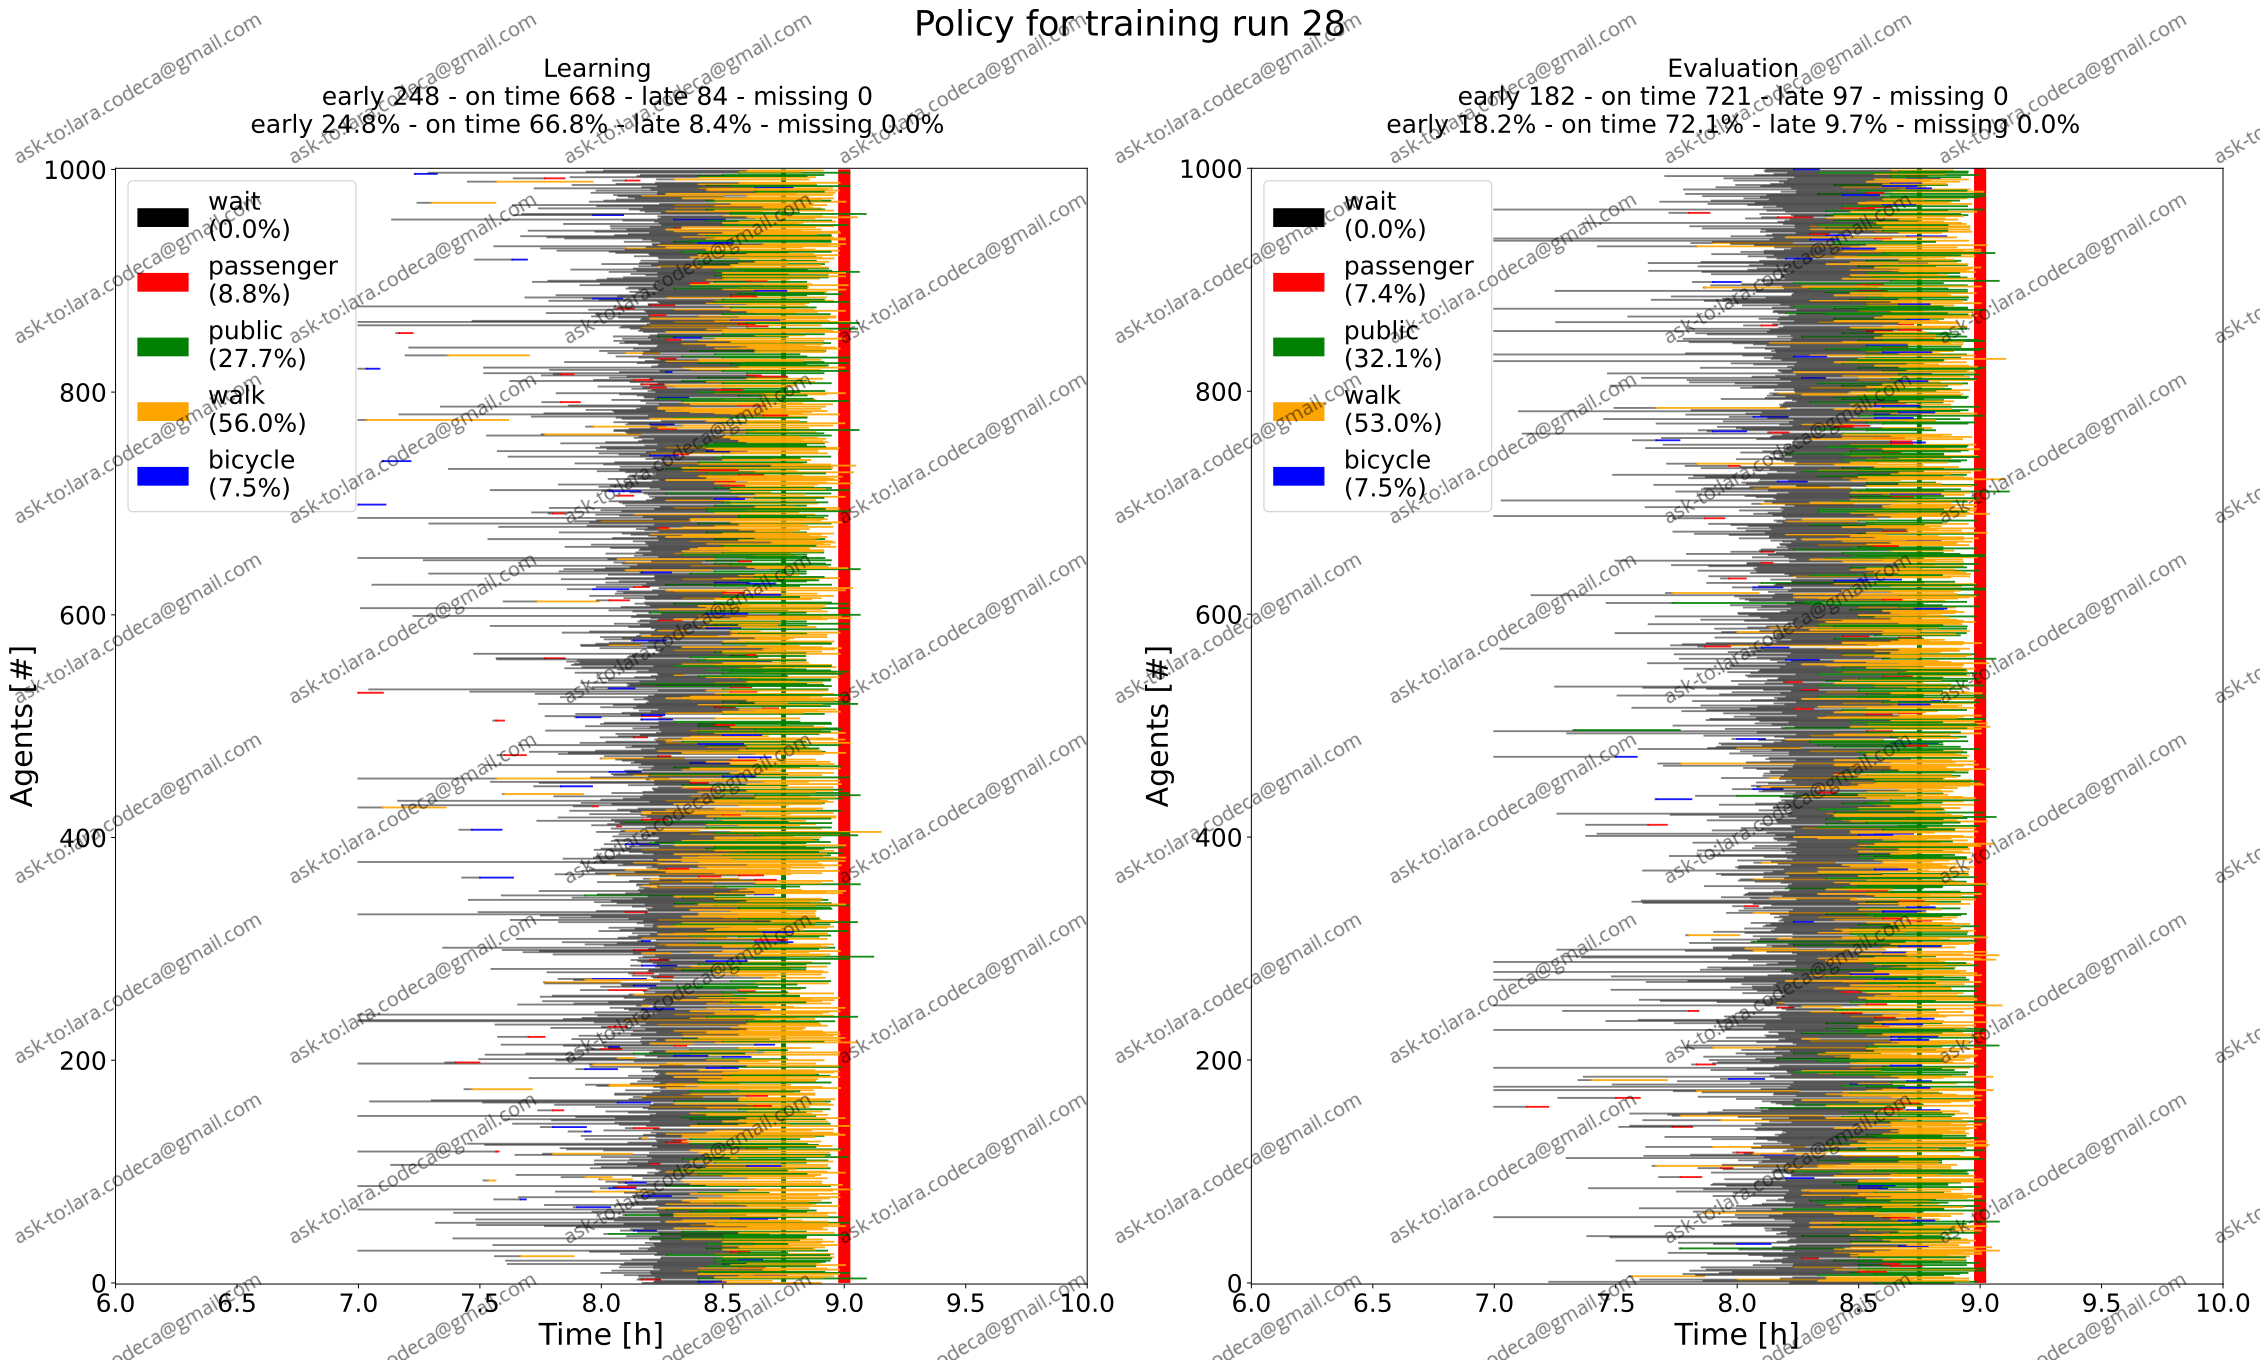 Policy for training run 28
Learning
early 248 - on time 668 - late 84 - missing 0
early 24.8% - on time 66.8% - late 8.4% - missing 0.0%
1000
800
600
400
200
0
Agents [#]
wait
(0.0%)
passenger
(8.8%)
public
(27.7%)
walk
(56.0%)
bicycle
(7.5%)
6.0 6.5 7.0 7.5 8.0 8.5 9.0 9.5 10.0
Time [h]
Evaluation
early 182 - on time 721 - late 97 - missing 0
early 18.2% - on time 72.1% - late 9.7% - missing 0.0%
1000
800
600
400
200
0
Agents [#]
wait
(0.0%)
passenger
(7.4%)
public
(32.1%)
walk
(53.0%)
bicycle
(7.5%)
6.0 6.5 7.0 7.5 8.0 8.5 9.0 9.5 10.0
Time [h]
ask-to:lara.codeca@gmail.com